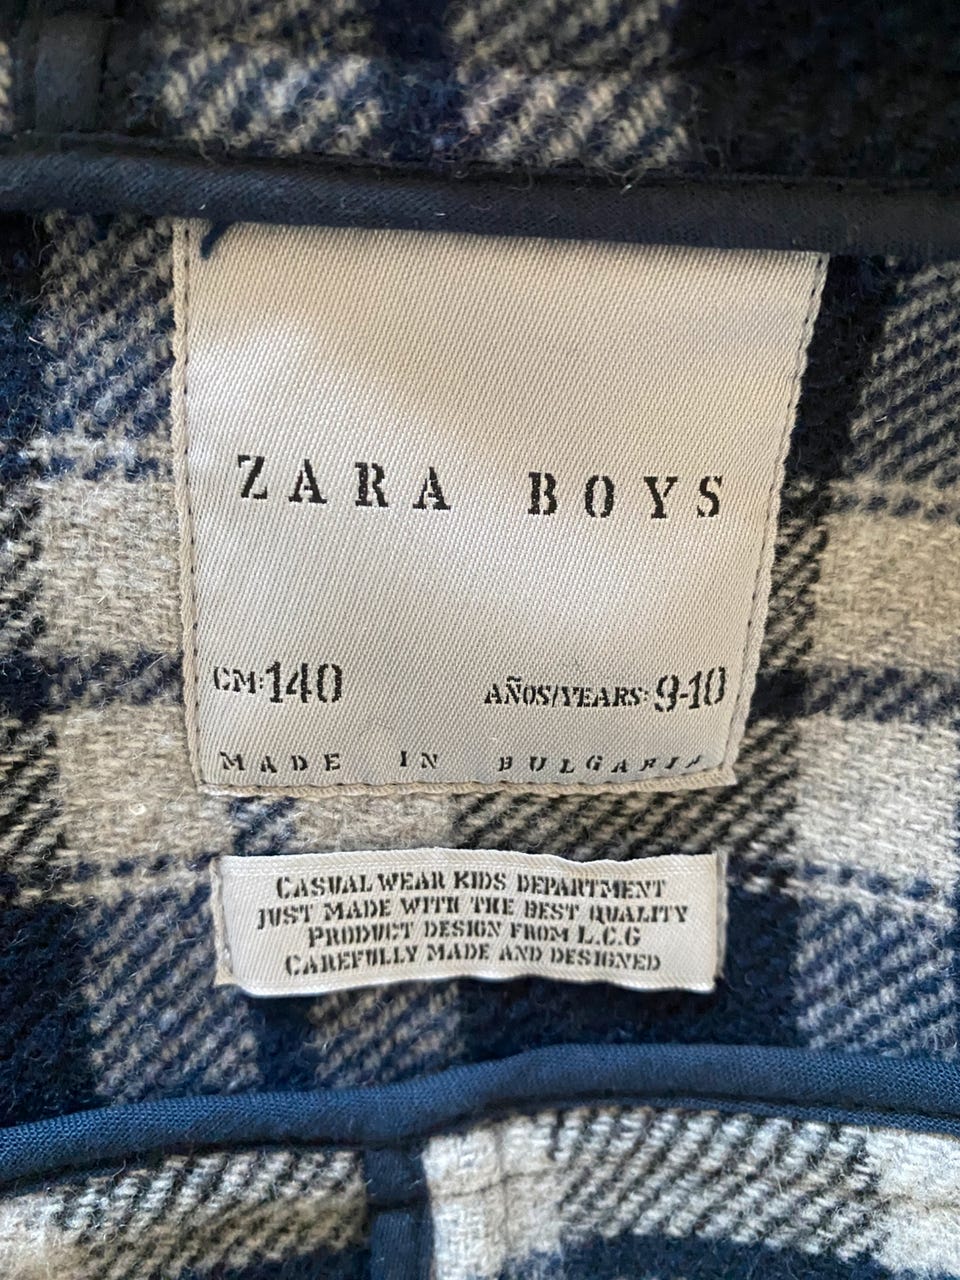 ZARA BOYS
CM:140 AÑOS/YEARS: 9-10
MADE IN BULGARIA
CASUAL WEAR KIDS DEPARTMENT
JUST MADE WITH THE BEST QUALITY
PRODUCT DESIGN FROM L.C.G
CAREFULLY MADE AND DESIGNED